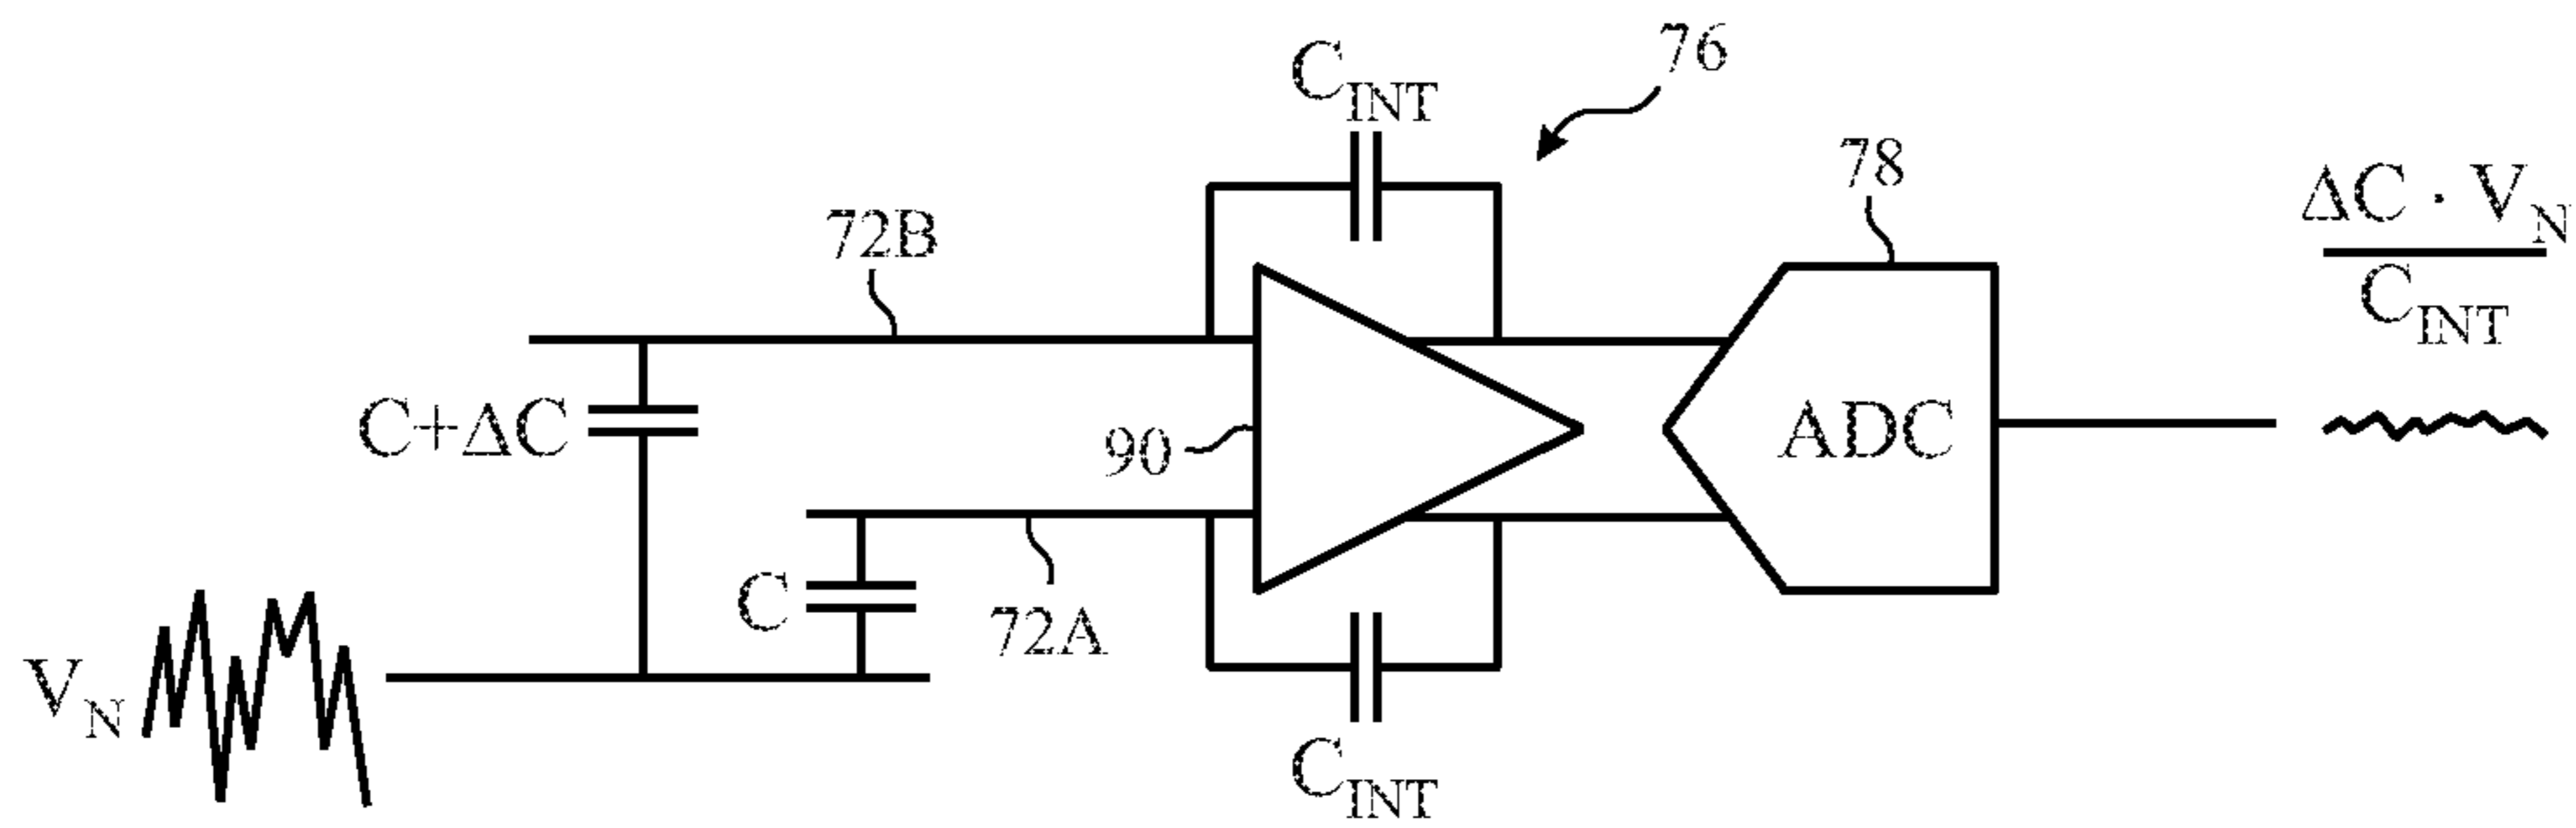 76
C_INT
78
ΔC · V_N
C_INT
72B
C+ΔC
90
ADC
C
72A
V_N
C_INT